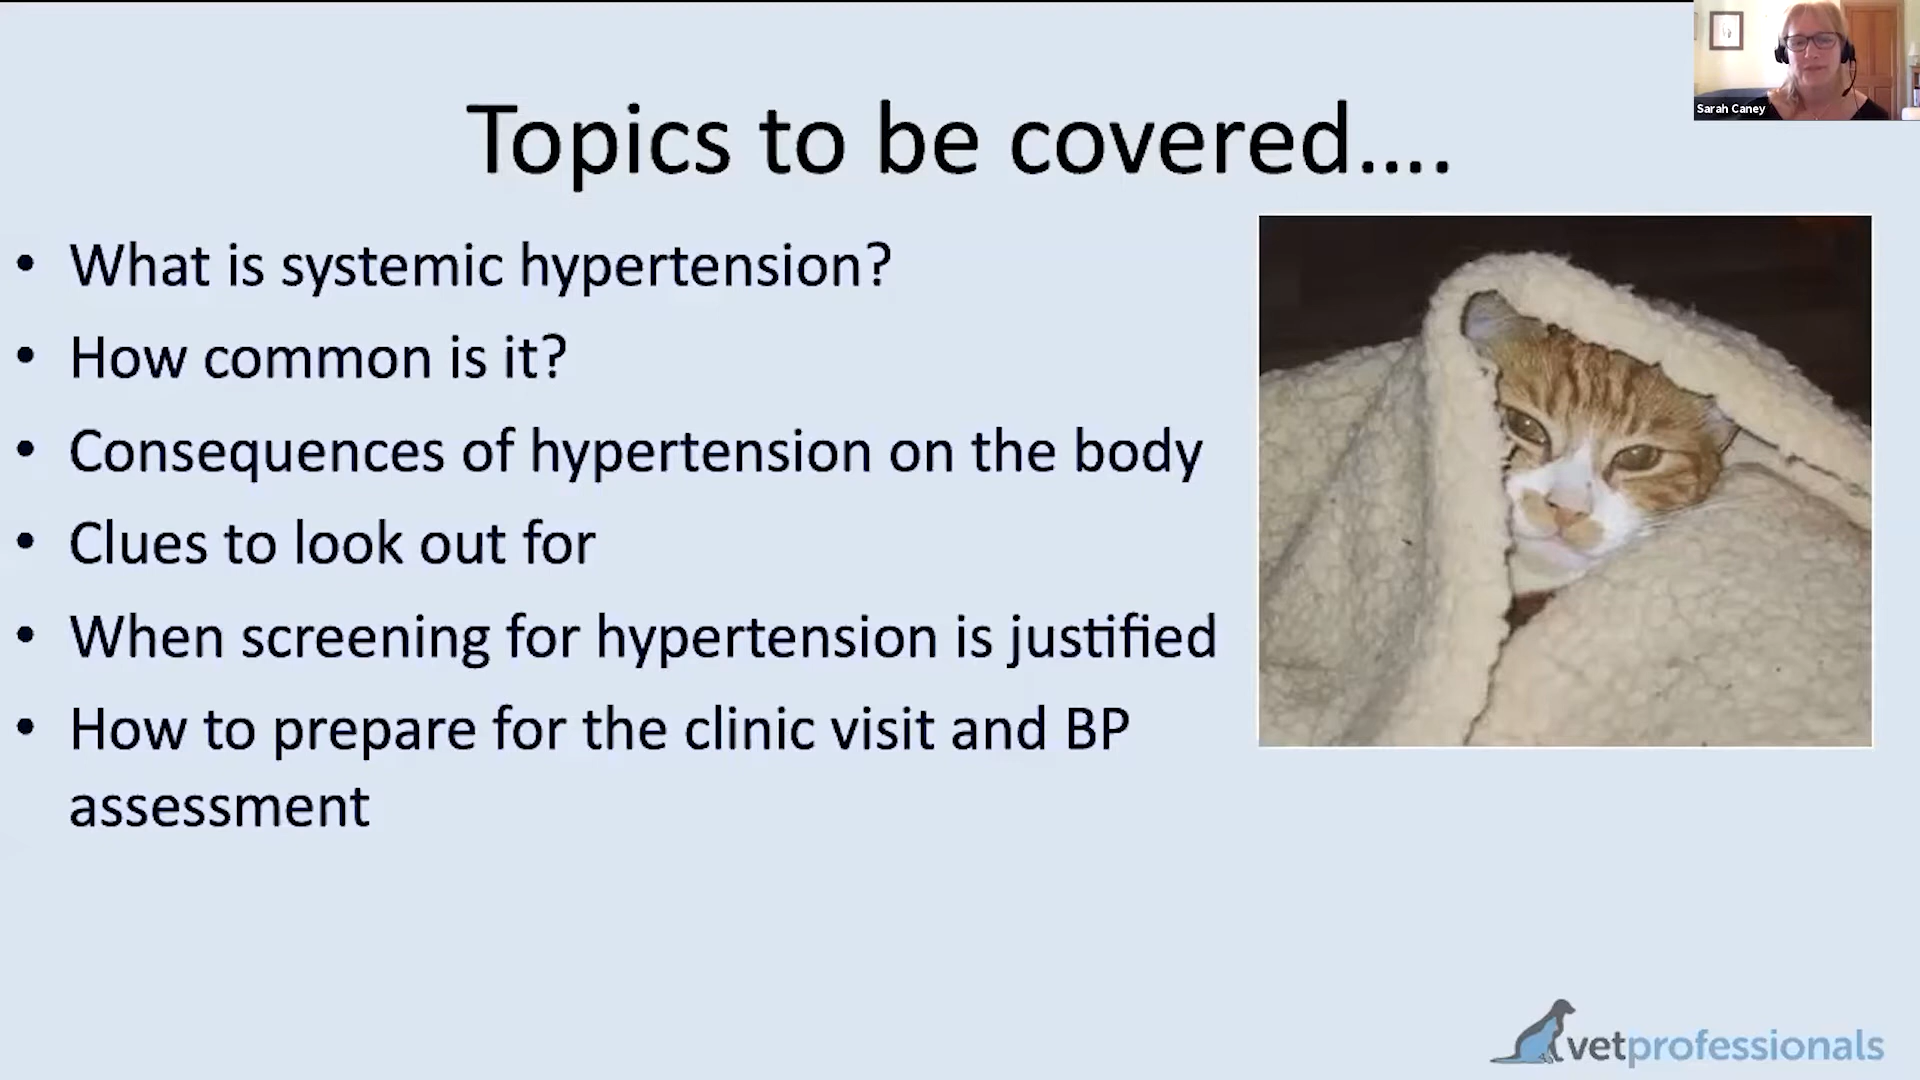 Sarah Caney
Topics to be covered....
• What is systemic hypertension?
• How common is it?
• Consequences of hypertension on the body
• Clues to look out for
• When screening for hypertension is justified
• How to prepare for the clinic visit and BP
assessment
vetprofessionals